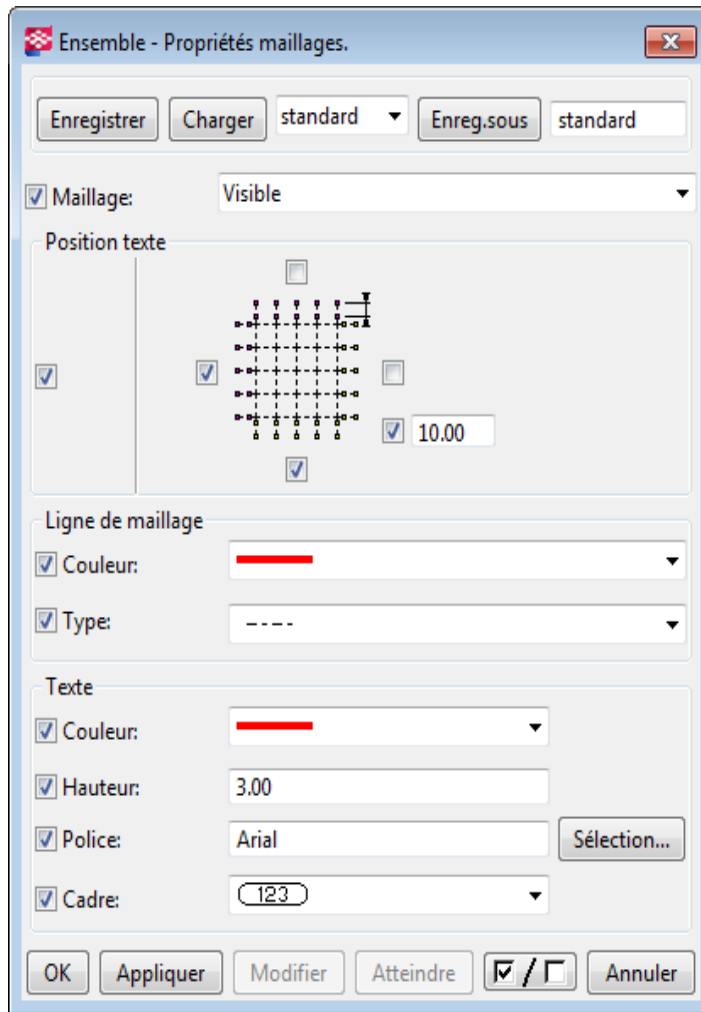 Ensemble - Propriétés maillages.
Enregistrer Charger standard Enreg.sous standard
Maillage: Visible
Position texte
10.00
Ligne de maillage
Couleur:
Type:
Texte
Couleur:
Hauteur: 3.00
Police: Arial Sélection...
Cadre: 123
OK Appliquer Modifier Atteindre / Annuler